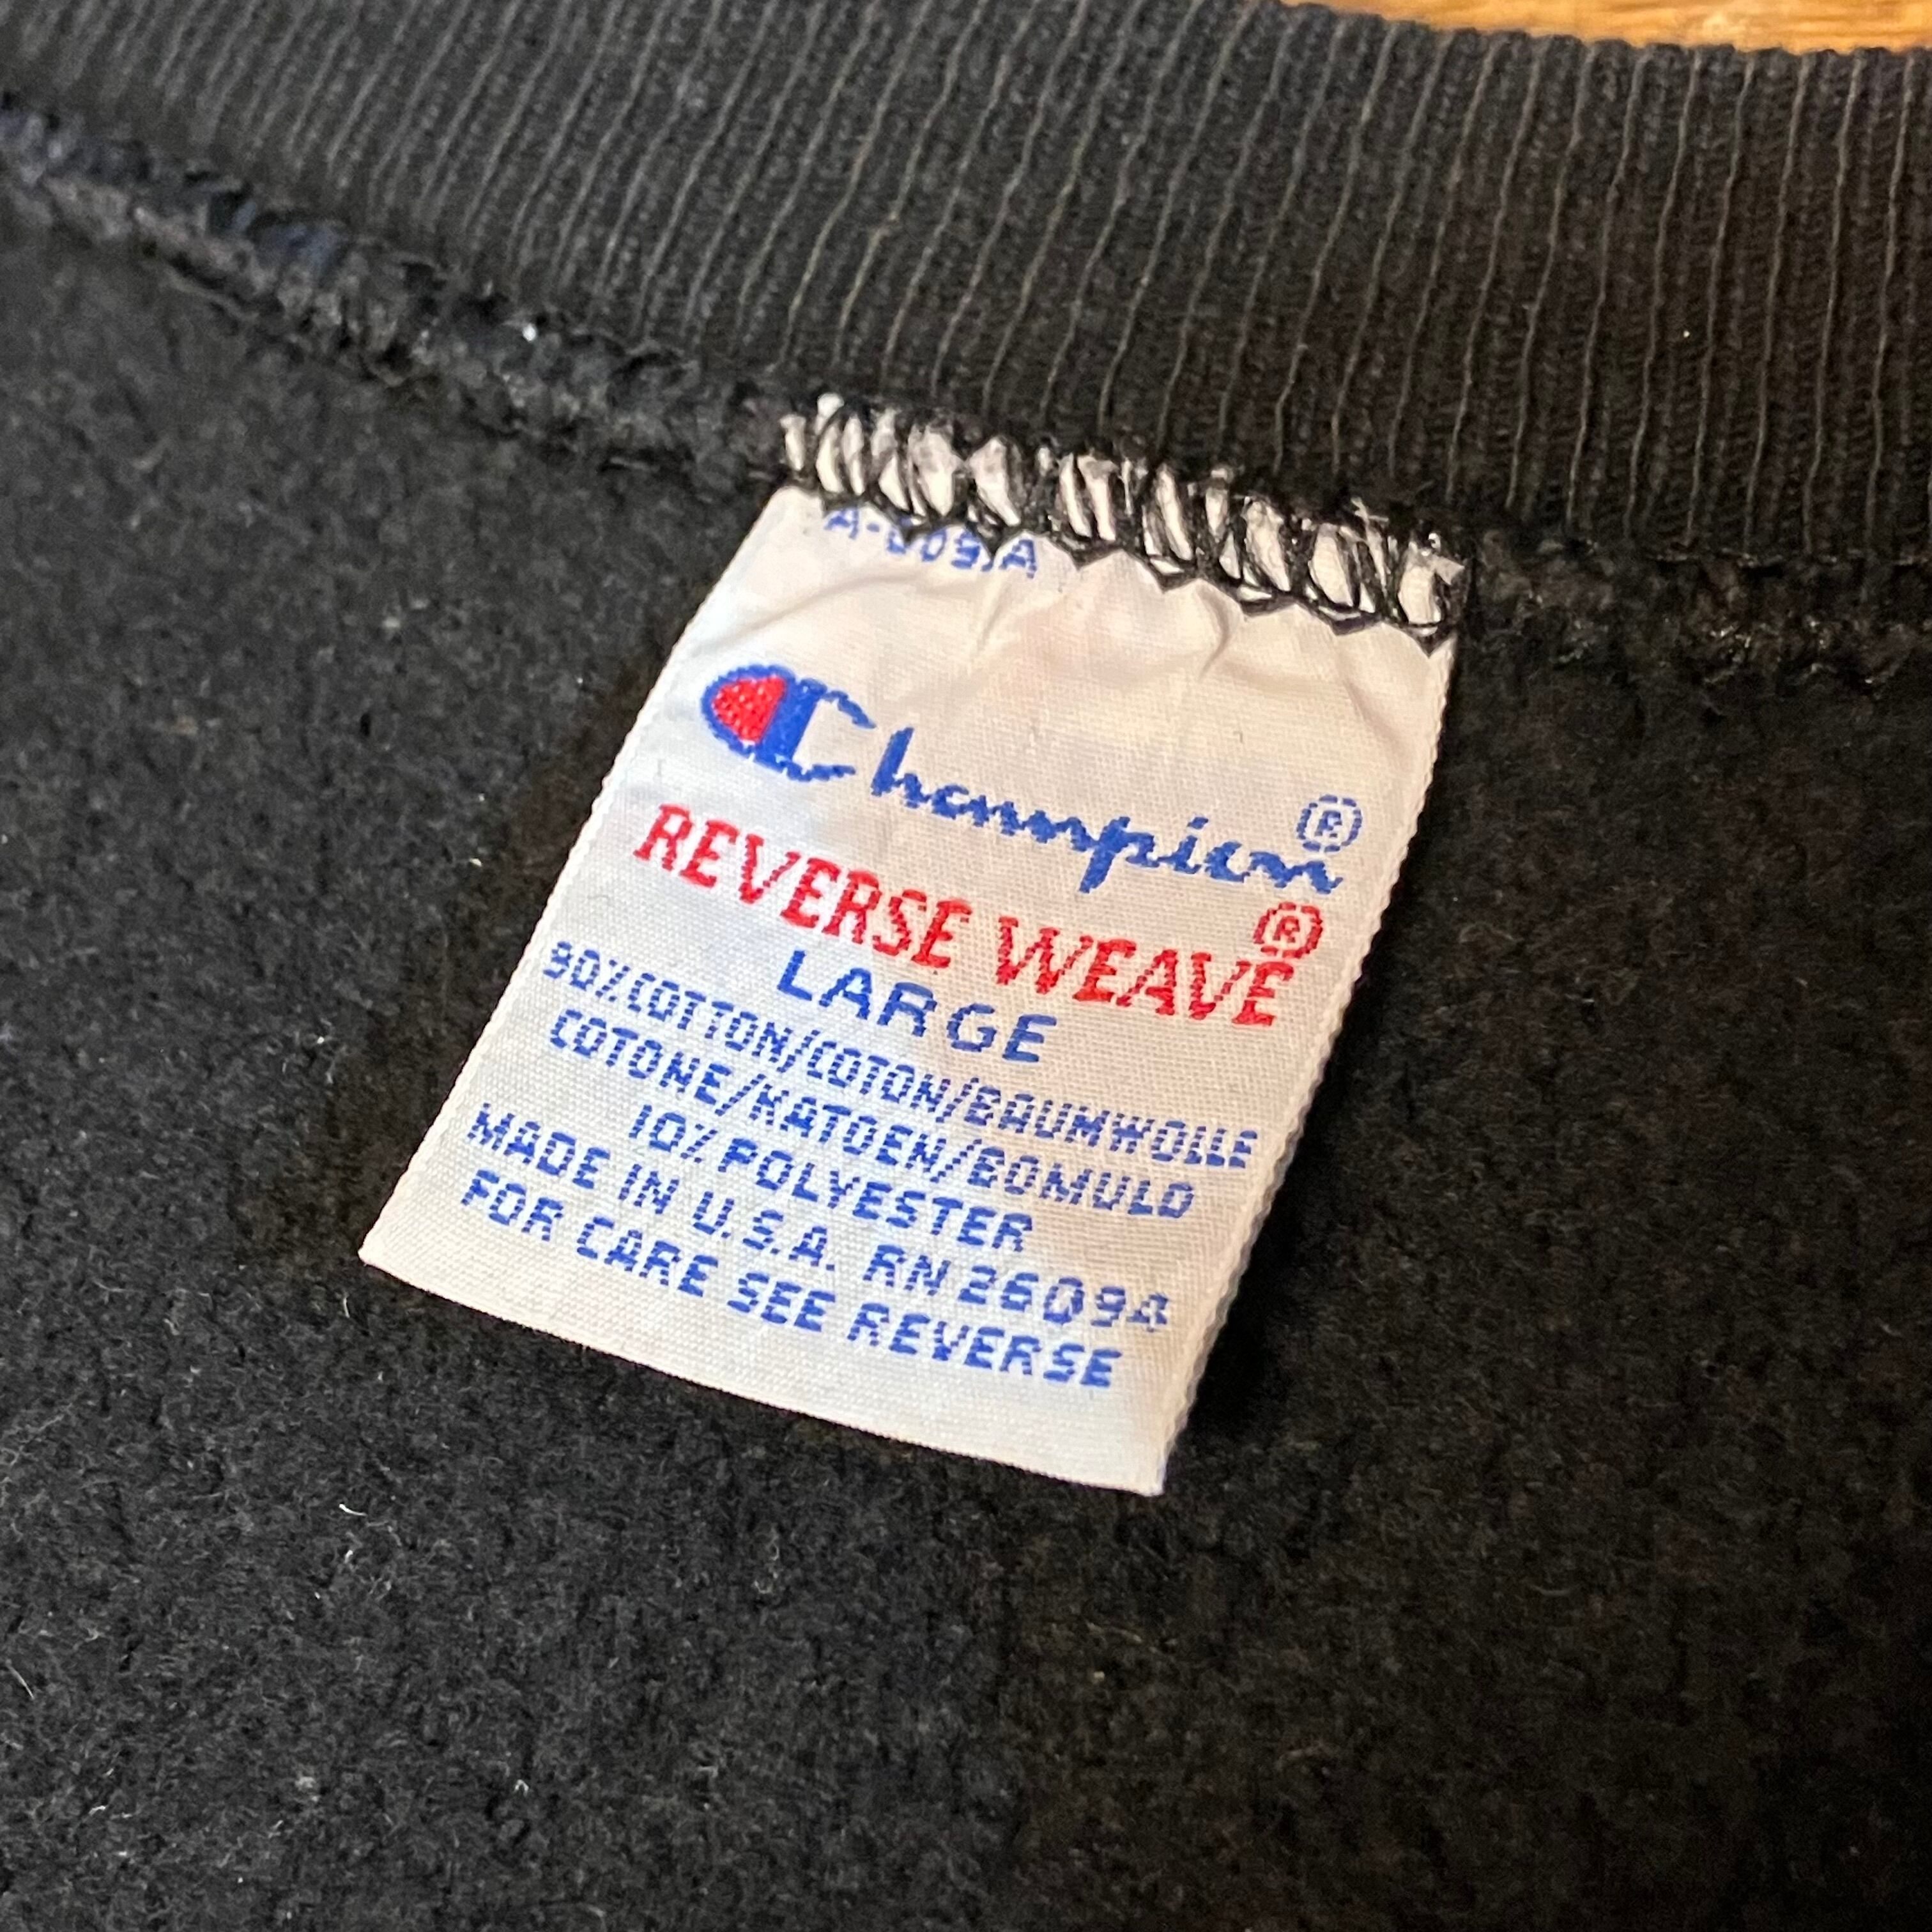 Champion®
REVERSE WEAVE®
LARGE
90% COTTON/COTON/BAUMWOLLE
COTONE/KATOEN/BOMULD
10% POLYESTER
MADE IN U.S.A. RN 26094
FOR CARE SEE REVERSE